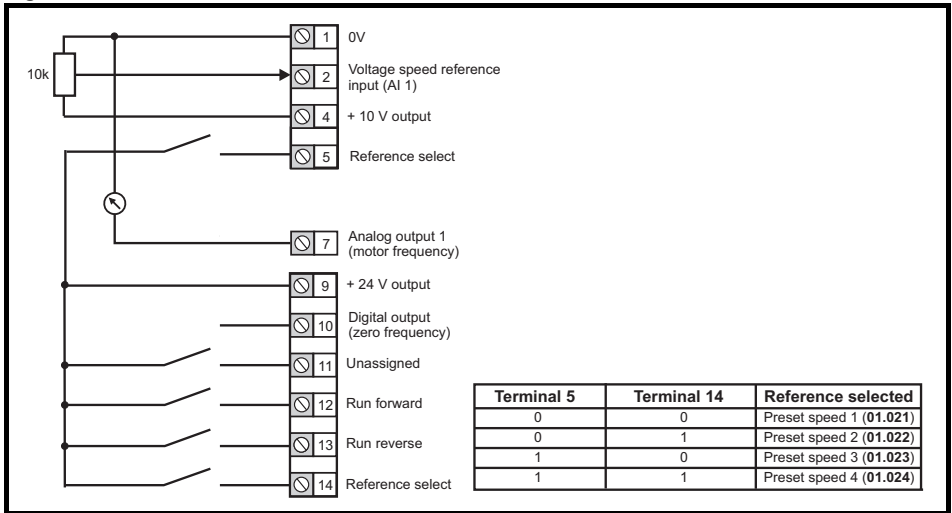 10k
1 0V
2 Voltage speed reference
input (AI 1)
4 + 10 V output
5 Reference select
7 Analog output 1
(motor frequency)
9 + 24 V output
10 Digital output
(zero frequency)
11 Unassigned
12 Run forward
13 Run reverse
14 Reference select
Terminal 5 Terminal 14 Reference selected
0 0 Preset speed 1 (01.021)
0 1 Preset speed 2 (01.022)
1 0 Preset speed 3 (01.023)
1 1 Preset speed 4 (01.024)